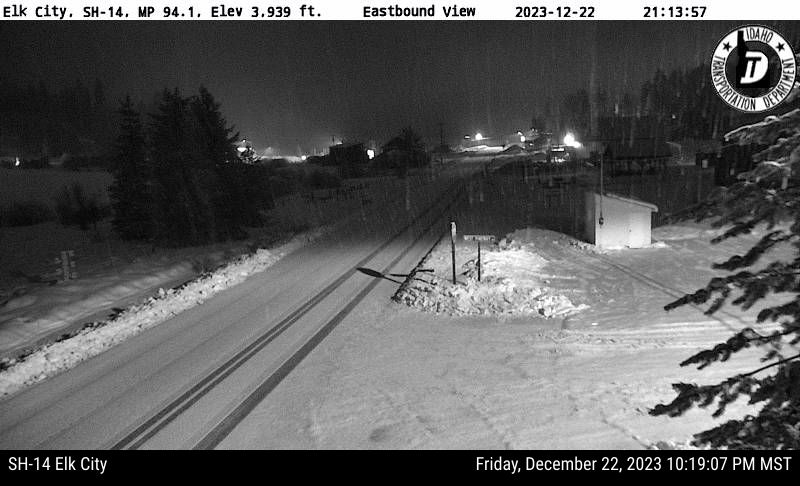 Elk City, SH-14, MP 94.1, Elev 3,939 ft. Eastbound View 2023-12-22 21:13:57
IDAHO
TRANSPORTATION DEPARTMENT
SH-14 Elk City Friday, December 22, 2023 10:19:07 PM MST